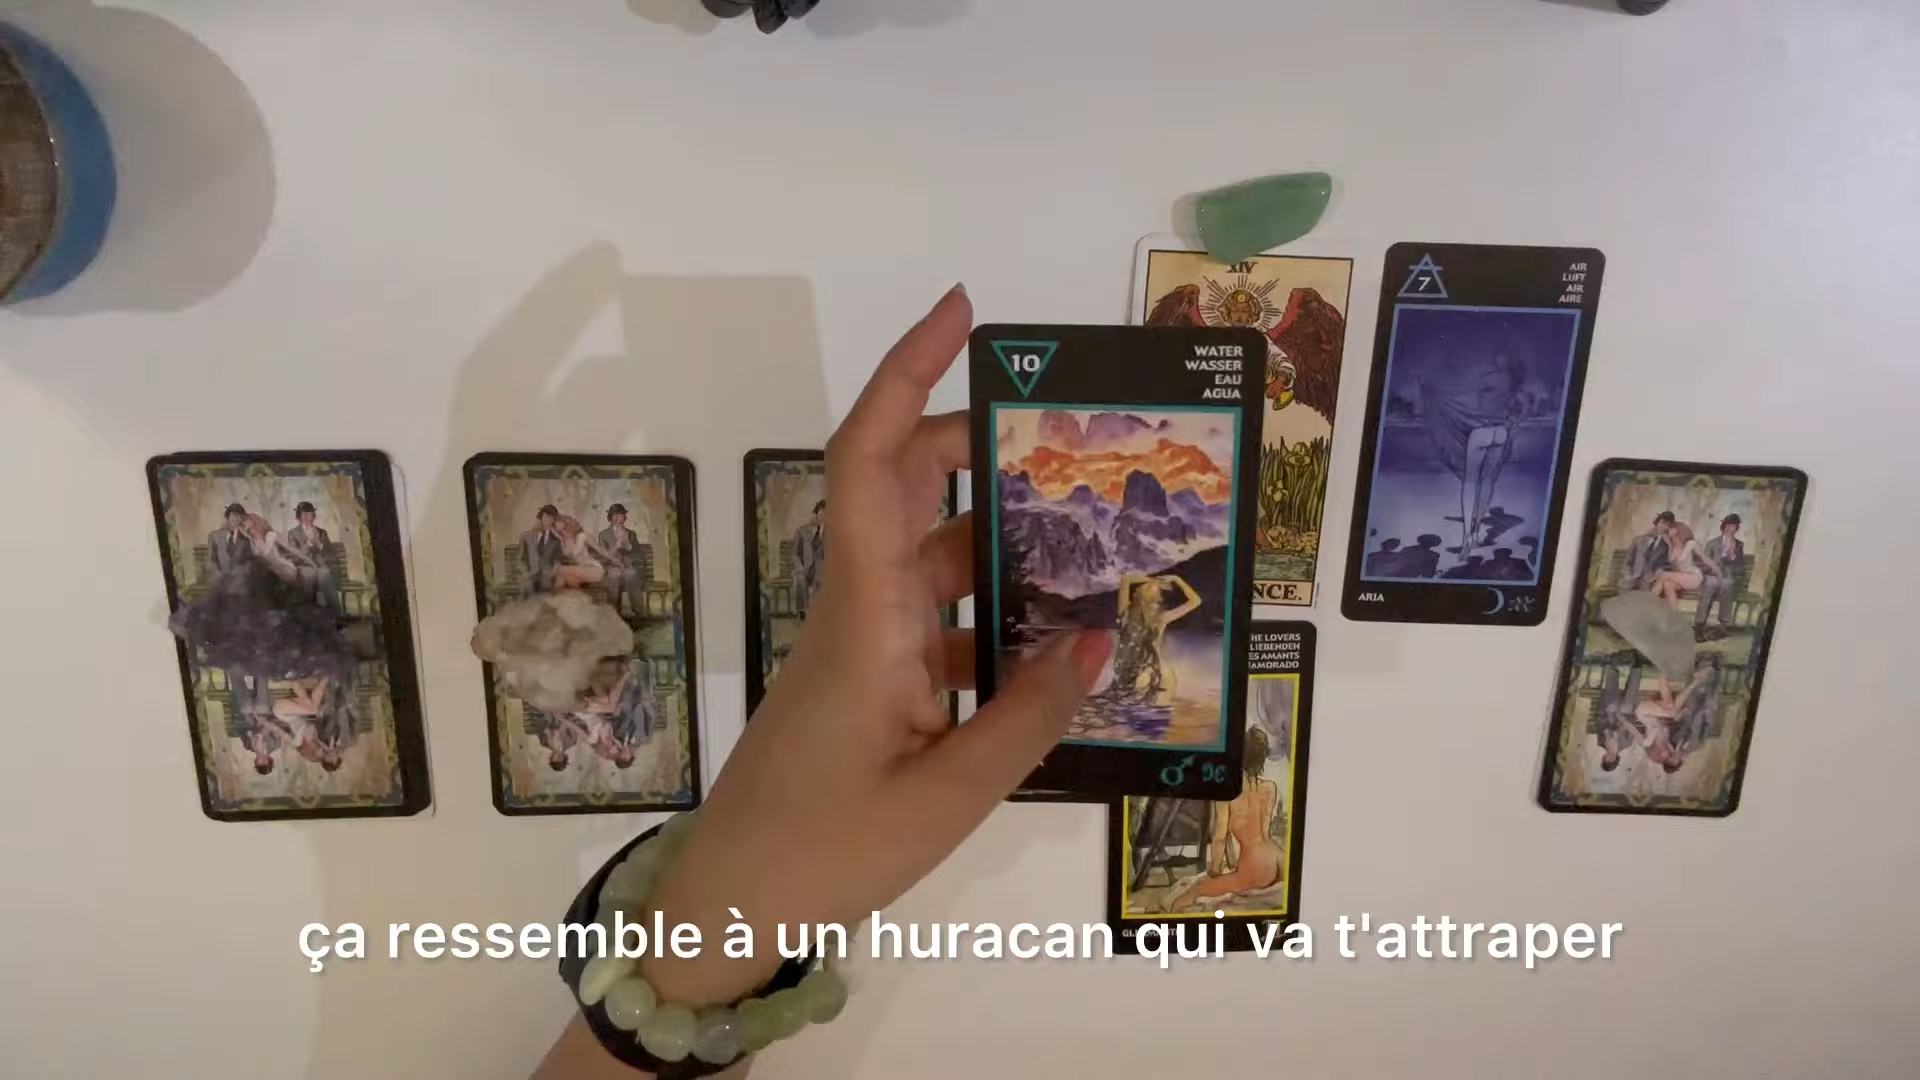 XIV
7
AIR
LUFT
AIR
AIRE
10
WATER
WASSER
EAU
AGUA
NCE.
ARIA
HE LOVERS
LIEBENDEN
ES AMANTS
AMORADO
ça ressemble à un huracan qui va t'attraper